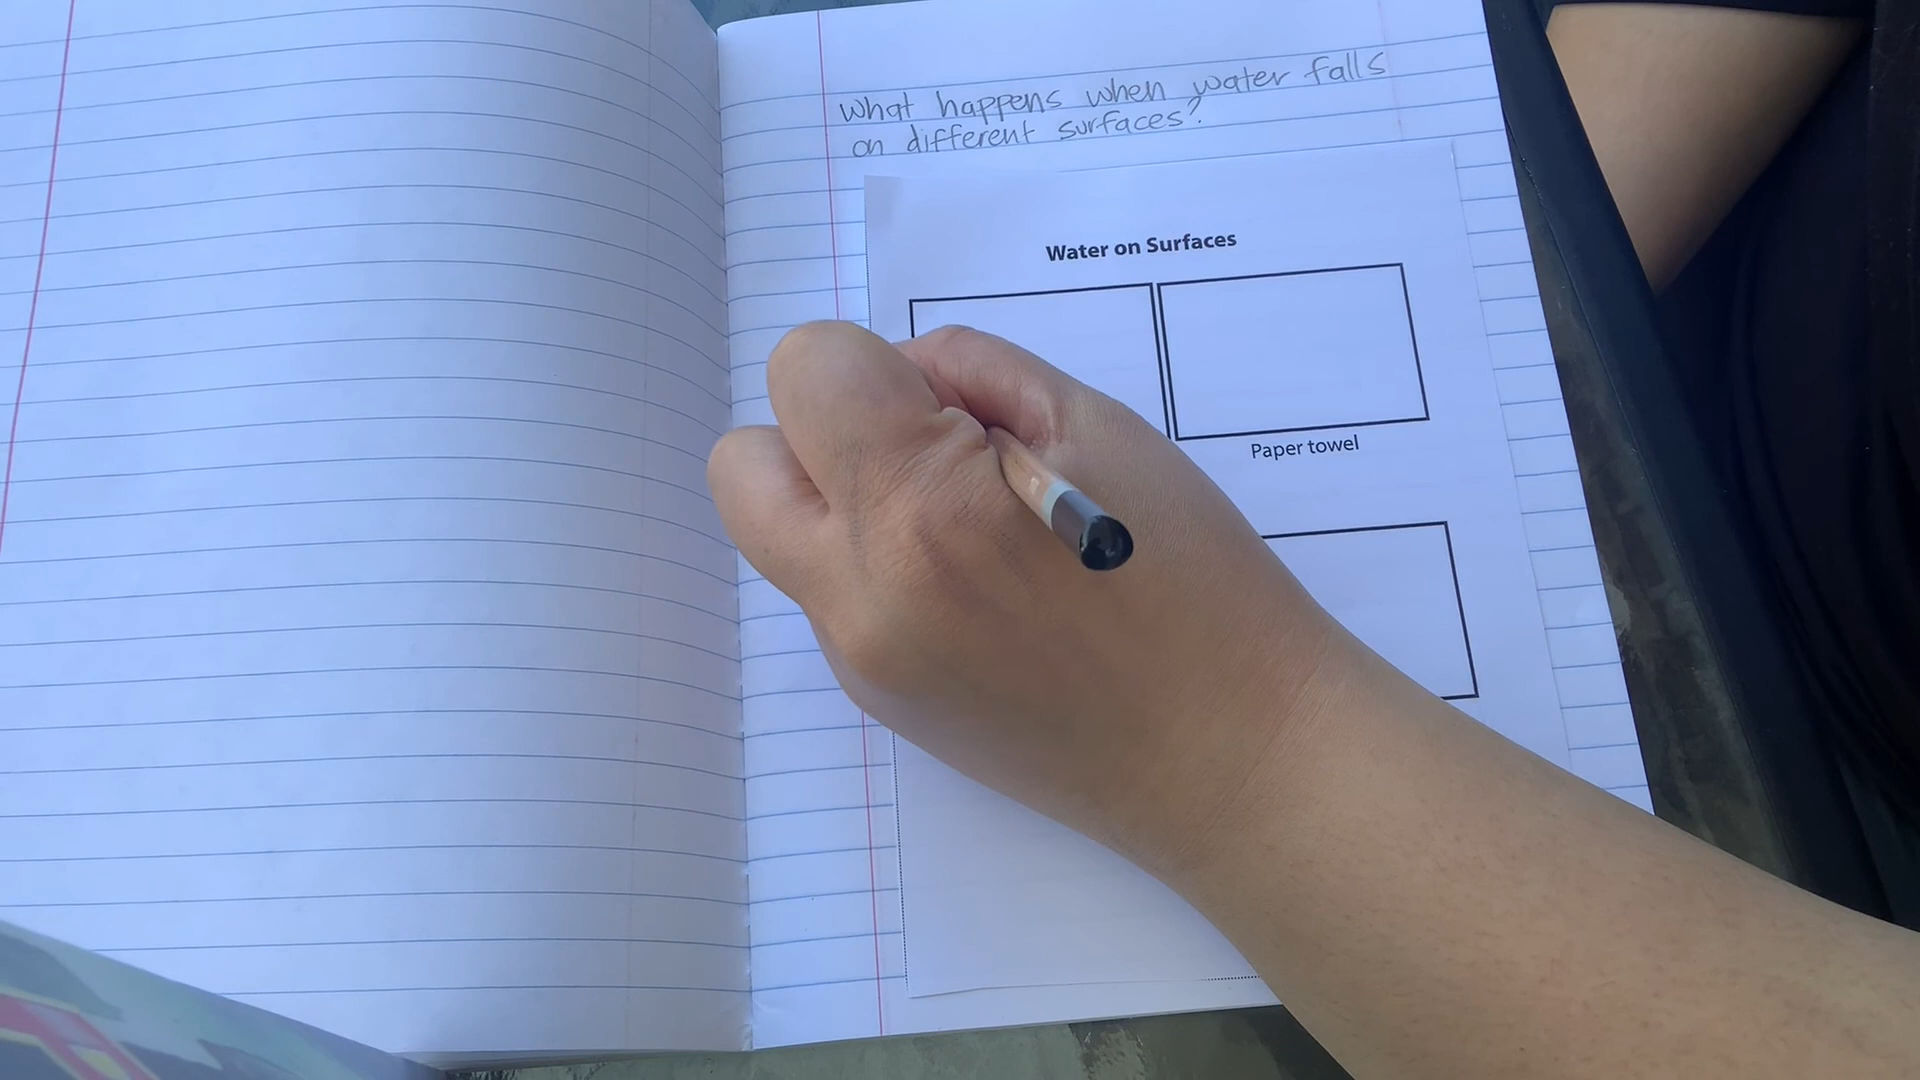 What happens when water falls
on different surfaces?
Water on Surfaces
Paper towel